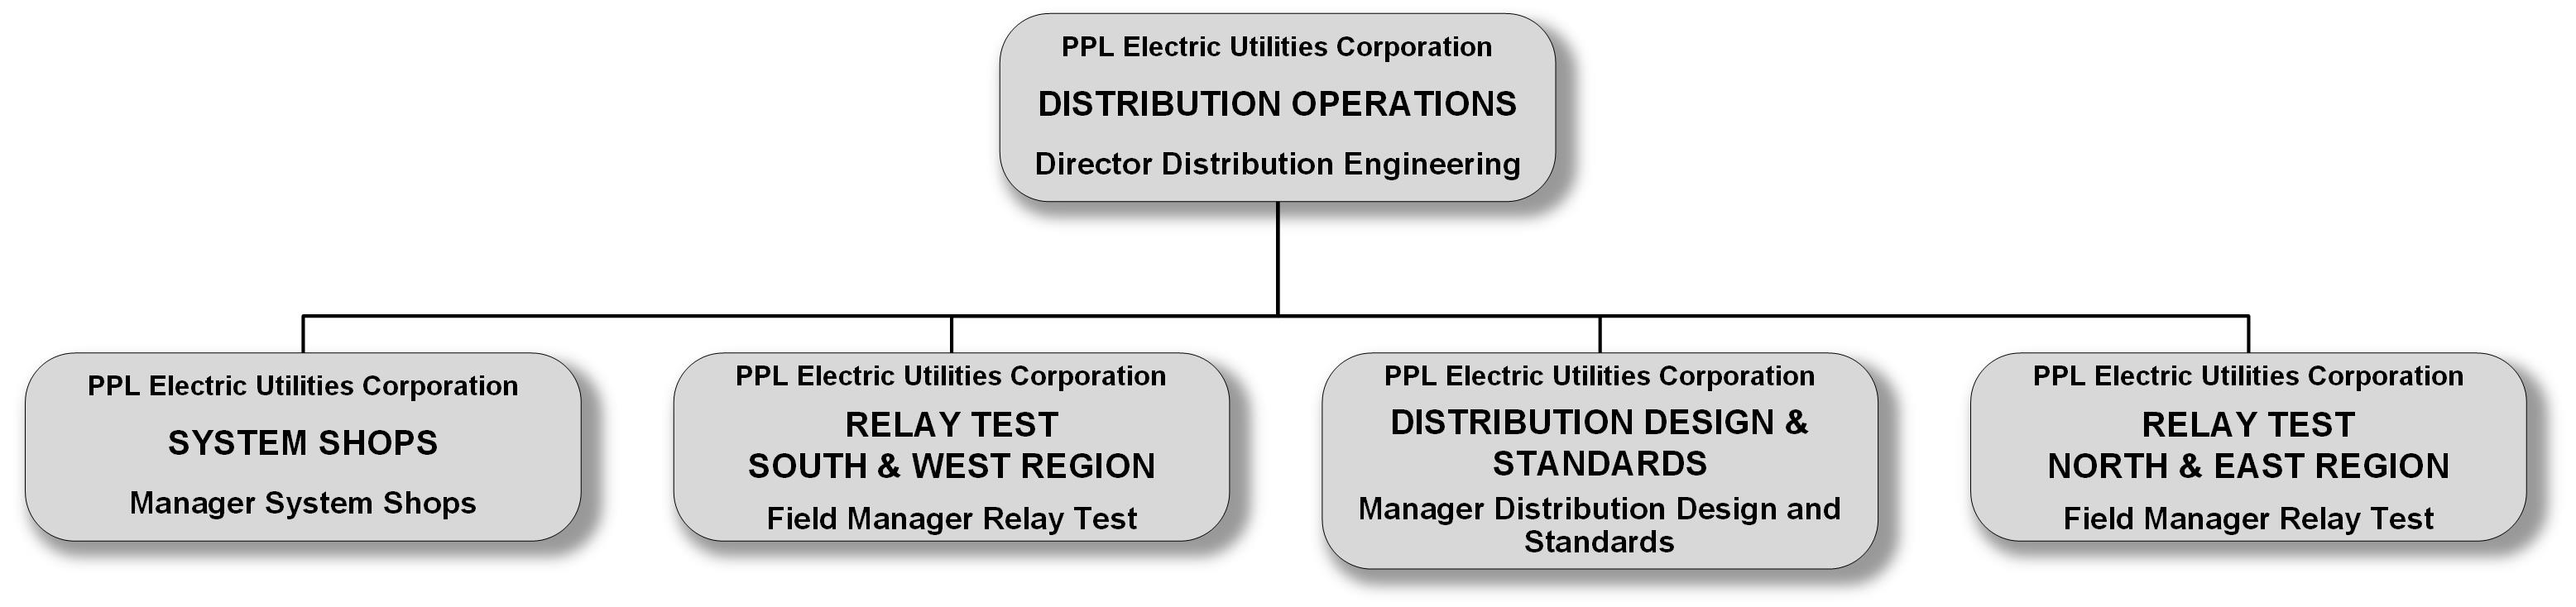 PPL Electric Utilities Corporation
DISTRIBUTION OPERATIONS
Director Distribution Engineering
PPL Electric Utilities Corporation
SYSTEM SHOPS
Manager System Shops
PPL Electric Utilities Corporation
RELAY TEST
SOUTH & WEST REGION
Field Manager Relay Test
PPL Electric Utilities Corporation
DISTRIBUTION DESIGN &
STANDARDS
Manager Distribution Design and
Standards
PPL Electric Utilities Corporation
RELAY TEST
NORTH & EAST REGION
Field Manager Relay Test